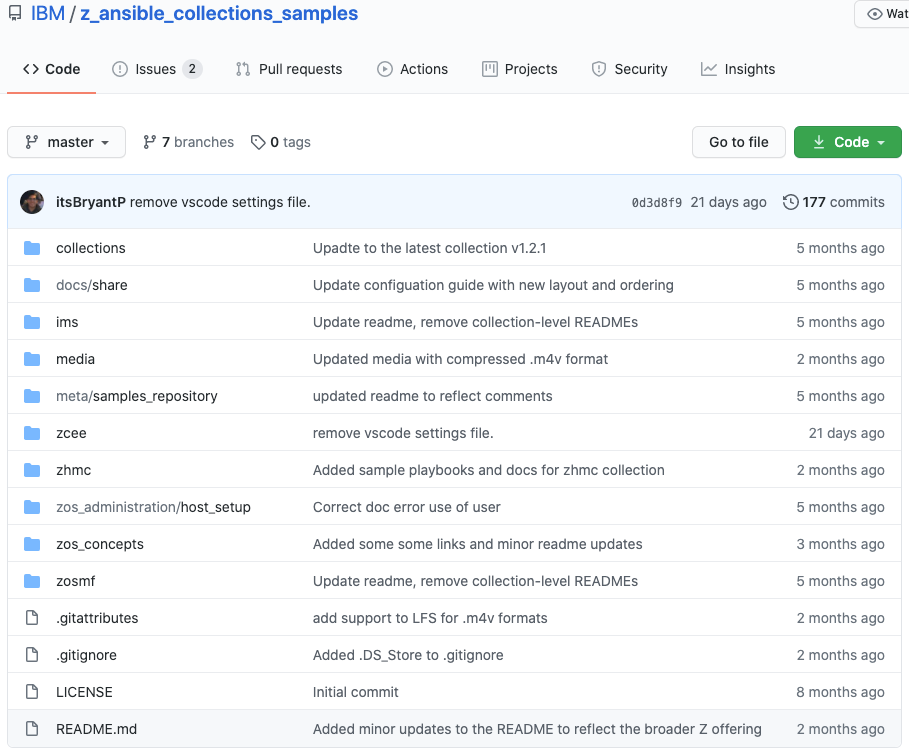 IBM / z_ansible_collections_samples Wat
Code Issues 2 Pull requests Actions Projects Security Insights
master 7 branches 0 tags Go to file Code
itsBryantP remove vscode settings file. 0d3d8f9 21 days ago 177 commits
collections Upadte to the latest collection v1.2.1 5 months ago
docs/share Update configuation guide with new layout and ordering 5 months ago
ims Update readme, remove collection-level READMEs 5 months ago
media Updated media with compressed .m4v format 2 months ago
meta/samples_repository updated readme to reflect comments 5 months ago
zcee remove vscode settings file. 21 days ago
zhmc Added sample playbooks and docs for zhmc collection 2 months ago
zos_administration/host_setup Correct doc error use of user 5 months ago
zos_concepts Added some some links and minor readme updates 3 months ago
zosmf Update readme, remove collection-level READMEs 5 months ago
.gitattributes add support to LFS for .m4v formats 2 months ago
.gitignore Added .DS_Store to .gitignore 2 months ago
LICENSE Initial commit 8 months ago
README.md Added minor updates to the README to reflect the broader Z offering 2 months ago